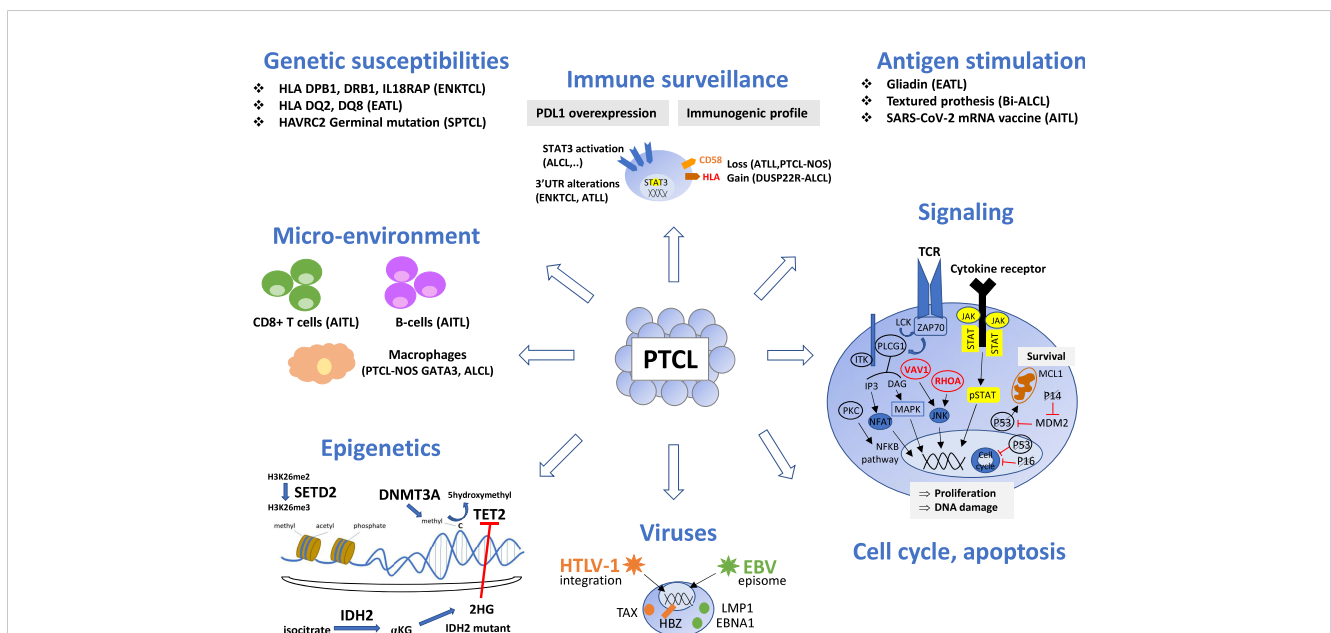 Genetic susceptibilities
❖ HLA DPB1, DRB1, IL18RAP (ENKTCL)
❖ HLA DQ2, DQ8 (EATL)
❖ HAVRC2 Germinal mutation (SPTCL)
Immune surveillance
PDL1 overexpression
Immunogenic profile
STAT3 activation
(ALCL,..)
3'UTR alterations
(ENKTCL, ATLL)
STAT3
CD58
HLA
Loss (ATLL,PTCL-NOS)
Gain (DUSP22R-ALCL)
Antigen stimulation
❖ Gliadin (EATL)
❖ Textured prothesis (Bi-ALCL)
❖ SARS-CoV-2 mRNA vaccine (AITL)
Micro-environment
CD8+ T cells (AITL)
B-cells (AITL)
Macrophages
(PTCL-NOS GATA3, ALCL)
PTCL
Signaling
TCR
Cytokine receptor
LCK
ZAP70
JAK
JAK
STAT
STAT
PLCG1
ITK
VAV1
RHOA
IP3
DAG
PKC
MAPK
NFAT
JNK
pSTAT
NFKB
pathway
Survival
MCL1
P14
P53
MDM2
P53
P16
Cell
cycle
⇒ Proliferation
⇒ DNA damage
Cell cycle, apoptosis
Epigenetics
H3K26me2
SETD2
H3K26me3
DNMT3A
5hydroxymethyl
TET2
methyl
C
methyl
acetyl
phosphate
IDH2
isocitrate
αKG
2HG
IDH2 mutant
Viruses
HTLV-1
integration
EBV
episome
TAX
HBZ
LMP1
EBNA1